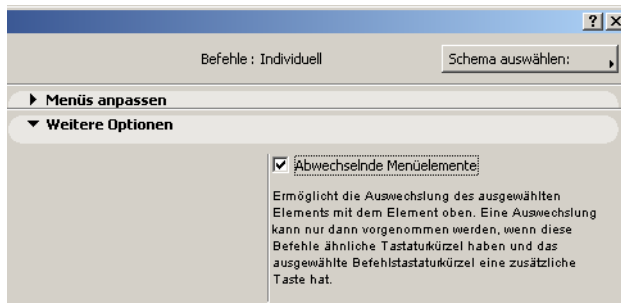 Befehle : Individuell
Schema auswählen:
Menüs anpassen
Weitere Optionen
Abwechselnde Menüelemente
Ermöglicht die Auswechslung des ausgewählten
Elements mit dem Element oben. Eine Auswechslung
kann nur dann vorgenommen werden, wenn diese
Befehle ähnliche Tastaturkürzel haben und das
ausgewählte Befehlstastaturkürzel eine zusätzliche
Taste hat.